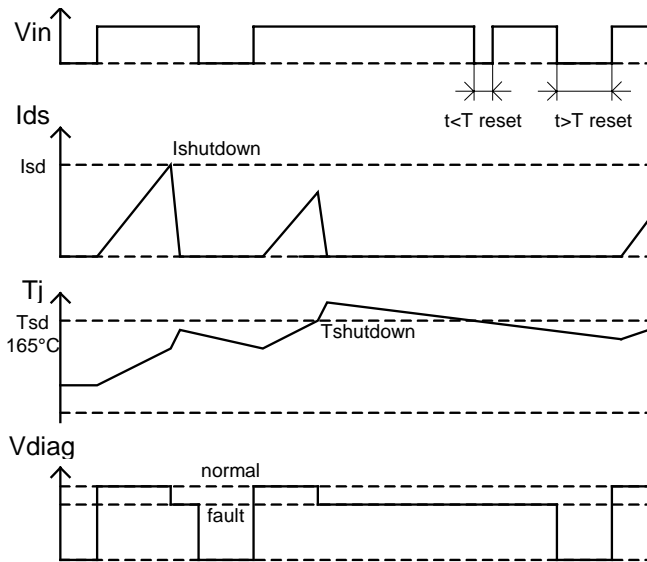 Vin
t<T reset
t>T reset
Ids
Ishutdown
Isd
Tj
Tsd
165°C
Tshutdown
Vdiag
normal
fault